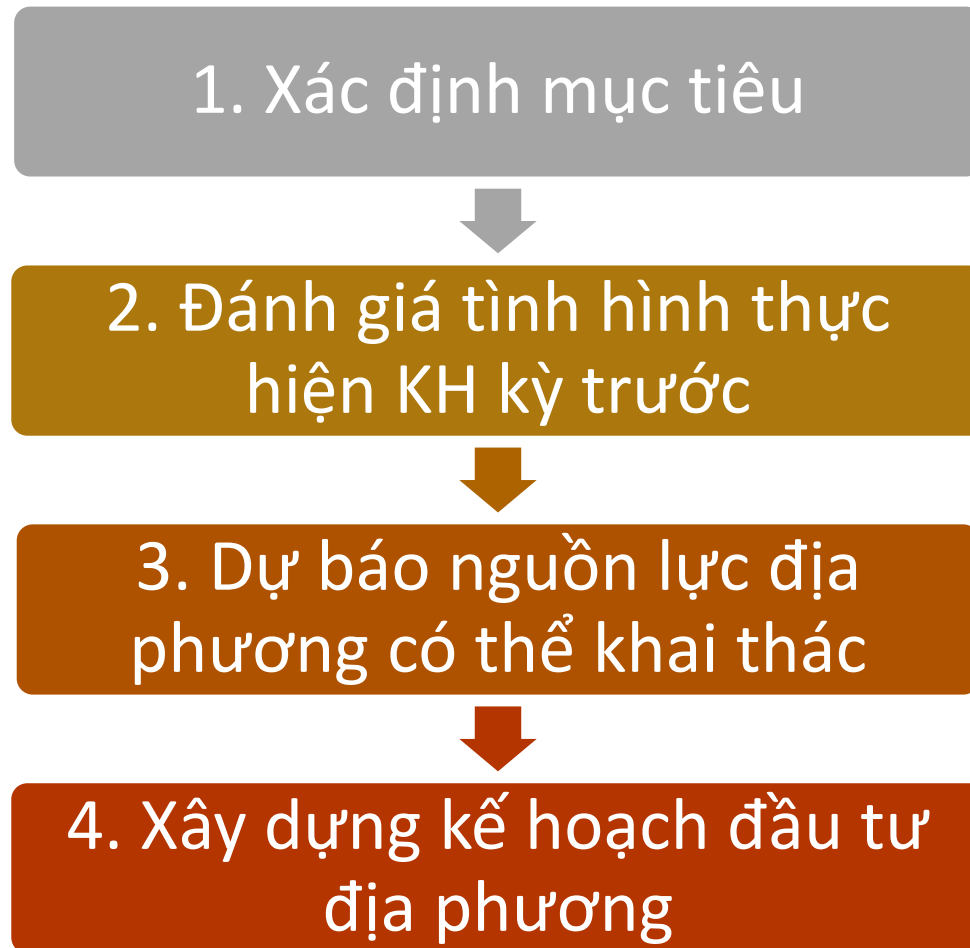 1. Xác định mục tiêu
2. Đánh giá tình hình thực
hiện KH kỳ trước
3. Dự báo nguồn lực địa
phương có thể khai thác
4. Xây dựng kế hoạch đầu tư
địa phương